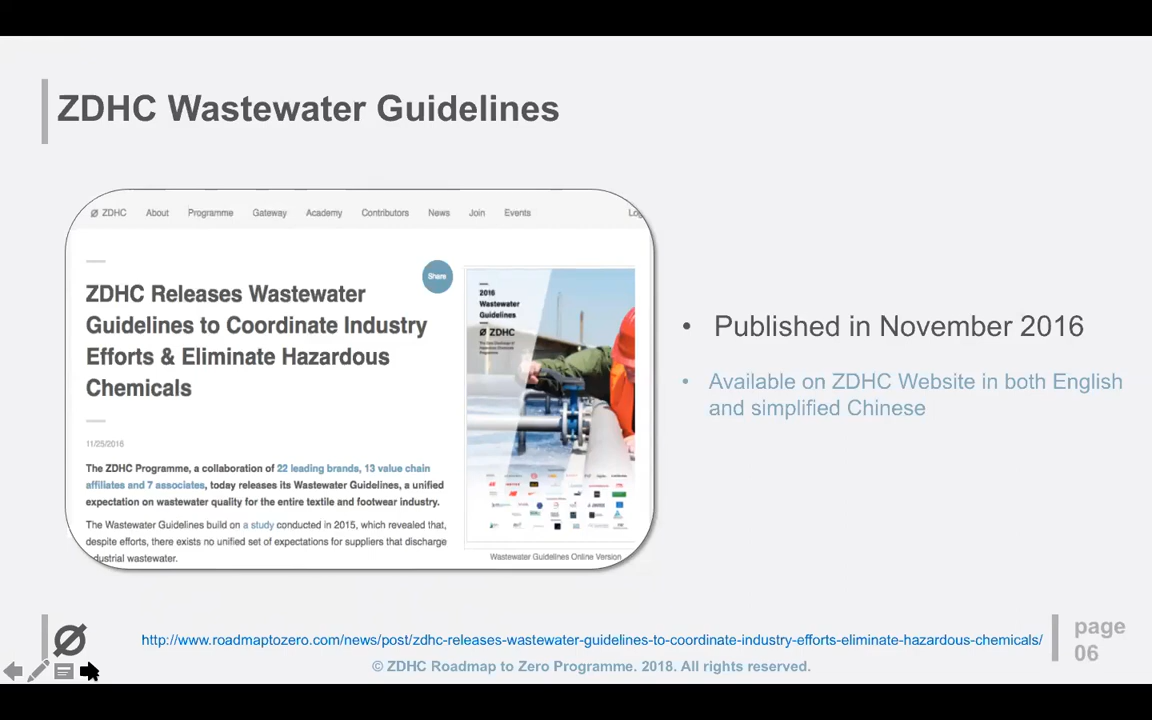 ZDHC Wastewater Guidelines
ZDHC About Programme Gateway Academy Contributors News Join Events
Share
ZDHC Releases Wastewater
Guidelines to Coordinate Industry
Efforts & Eliminate Hazardous
Chemicals
11/25/2016
The ZDHC Programme, a collaboration of 22 leading brands, 13 value chain
affiliates and 7 associates, today releases its Wastewater Guidelines, a unified
expectation on wastewater quality for the entire textile and footwear industry.
The Wastewater Guidelines build on a study conducted in 2015, which revealed that,
despite efforts, there exists no unified set of expectations for suppliers that discharge
industrial wastewater.
2016
Wastewater
Guidelines
ZDHC
Wastewater Guidelines Online Version
• Published in November 2016
• Available on ZDHC Website in both English
and simplified Chinese
http://www.roadmaptozero.com/news/post/zdhc-releases-wastewater-guidelines-to-coordinate-industry-efforts-eliminate-hazardous-chemicals/
© ZDHC Roadmap to Zero Programme. 2018. All rights reserved.
page
06